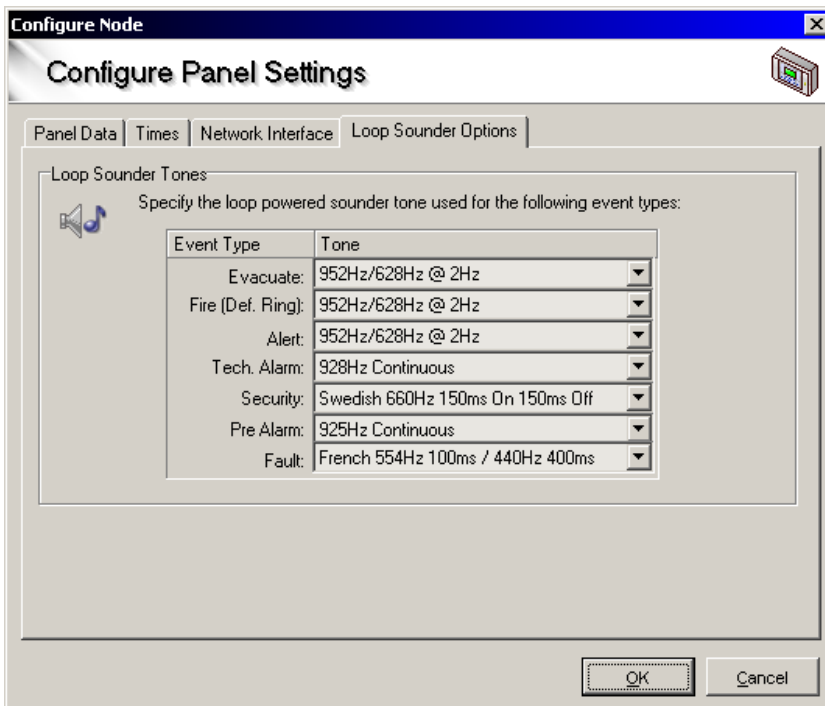 Configure Node
Configure Panel Settings
Panel Data Times Network Interface Loop Sounder Options
Loop Sounder Tones
Specify the loop powered sounder tone used for the following event types:
Event Type Tone
Evacuate: 952Hz/628Hz @ 2Hz
Fire (Def. Ring): 952Hz/628Hz @ 2Hz
Alert: 952Hz/628Hz @ 2Hz
Tech. Alarm: 928Hz Continuous
Security: Swedish 660Hz 150ms On 150ms Off
Pre Alarm: 925Hz Continuous
Fault: French 554Hz 100ms / 440Hz 400ms
OK Cancel